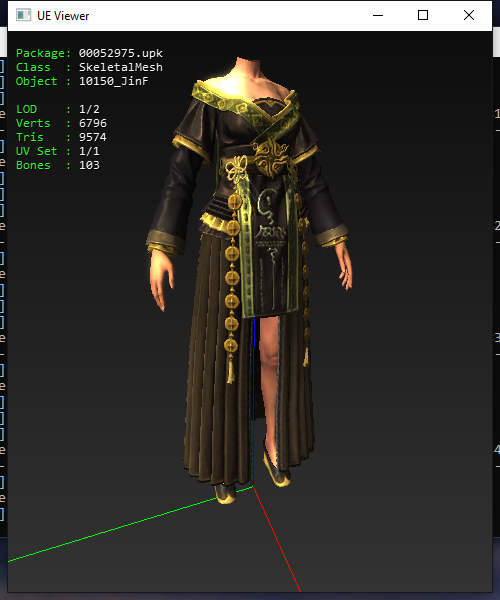 UE Viewer
Package: 00052975.upk
Class : SkeletalMesh
Object : 10150_JinF
LOD : 1/2
Verts : 6796
Tris : 9574
UV Set : 1/1
Bones : 103